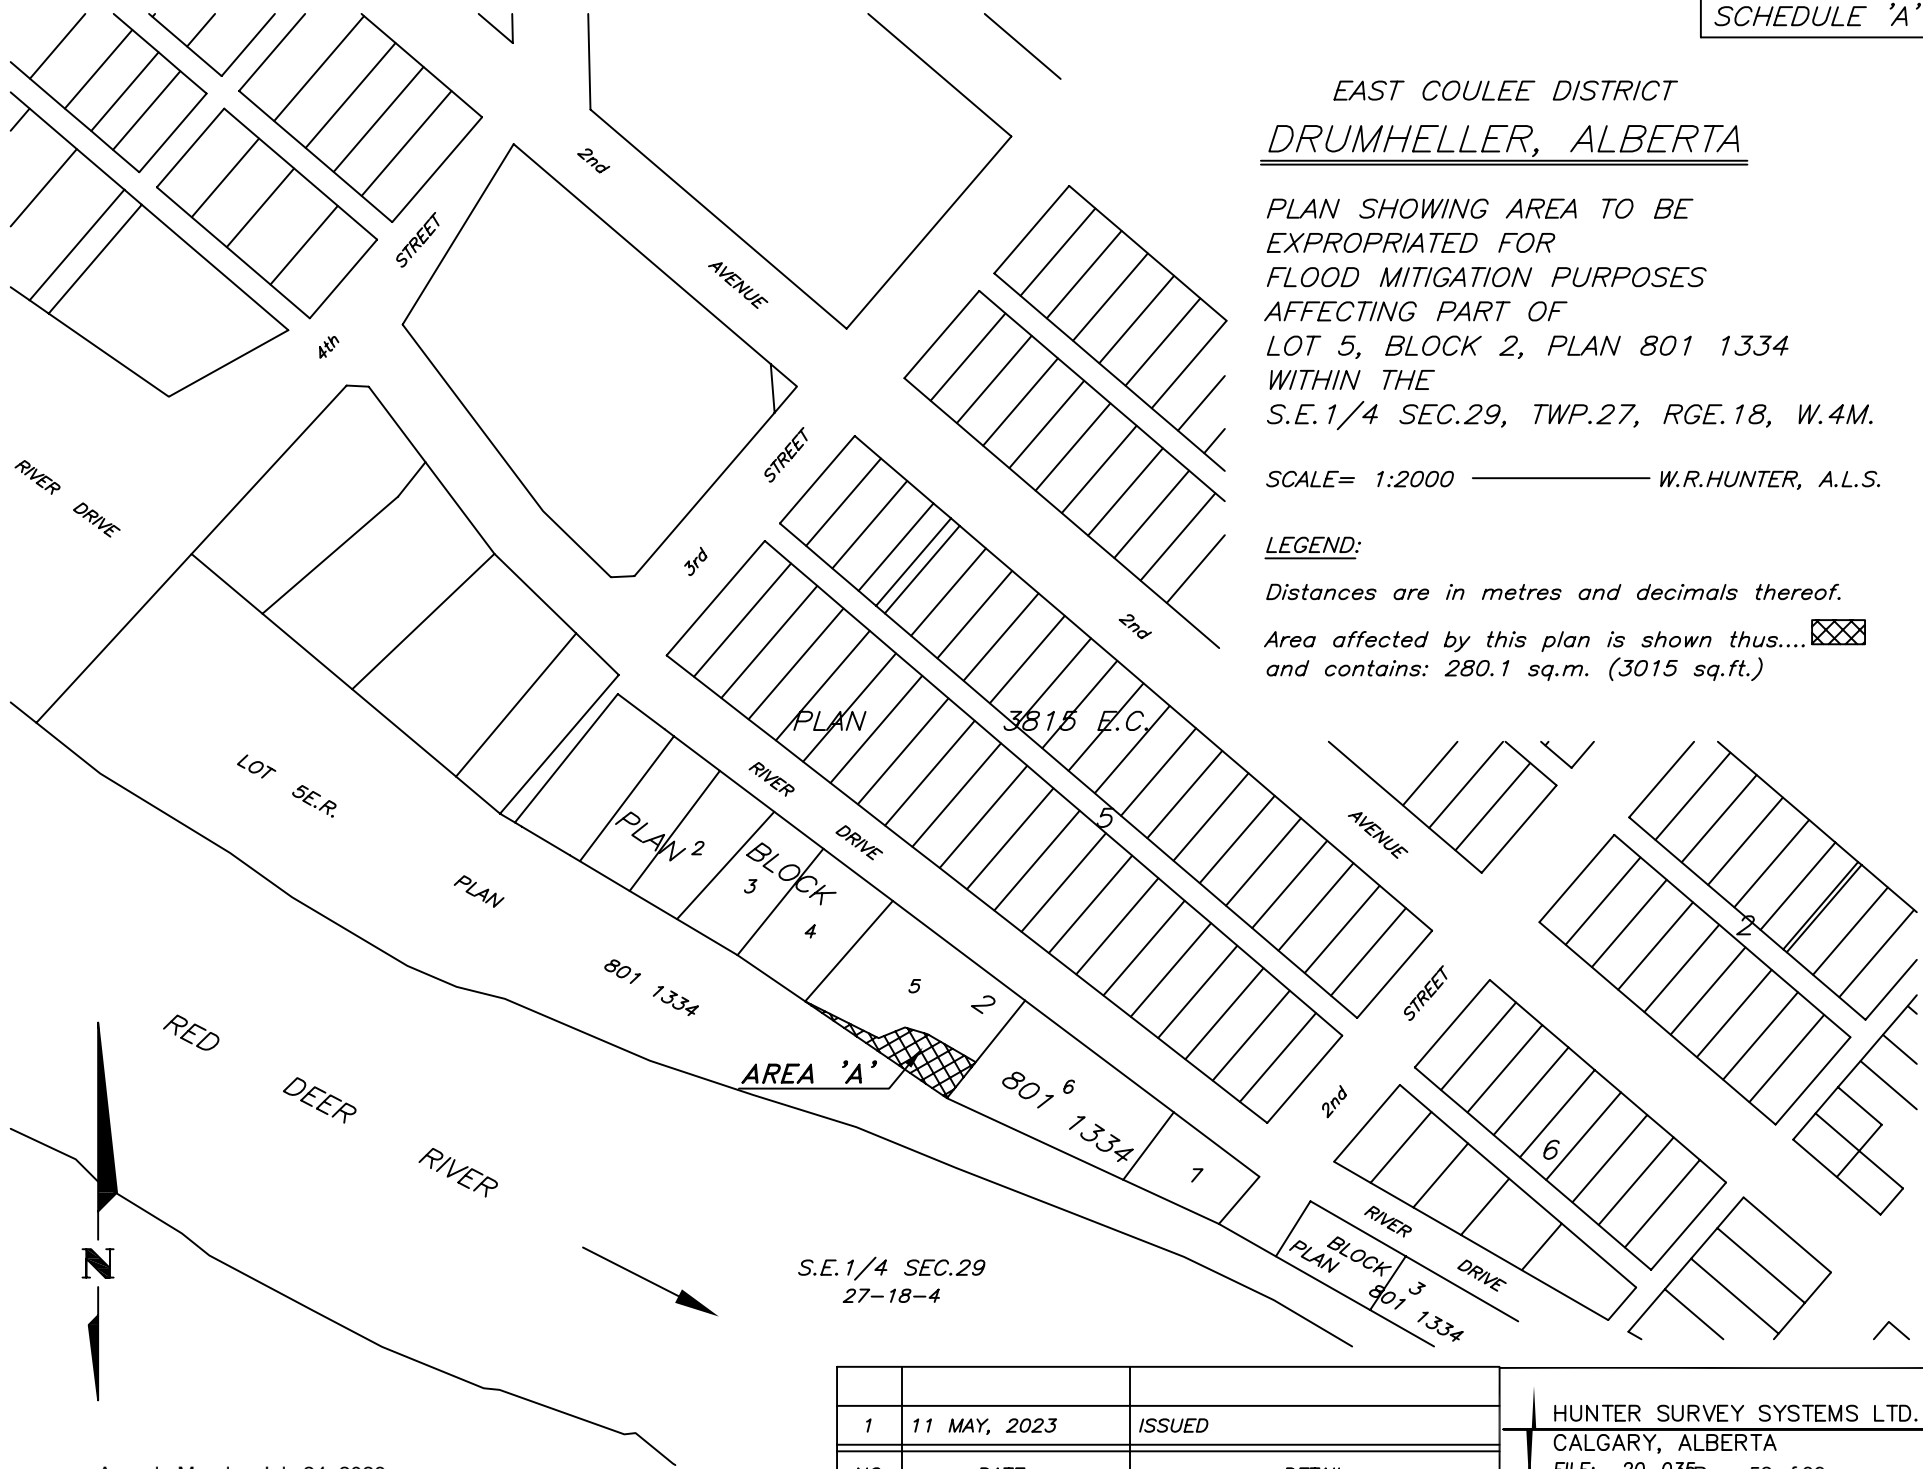 SCHEDULE 'A'
EAST COULEE DISTRICT
DRUMHELLER, ALBERTA
PLAN SHOWING AREA TO BE
EXPROPRIATED FOR
FLOOD MITIGATION PURPOSES
AFFECTING PART OF
LOT 5, BLOCK 2, PLAN 801 1334
WITHIN THE
S.E.1/4 SEC.29, TWP.27, RGE.18, W.4M.
SCALE= 1:2000 W.R.HUNTER, A.L.S.
LEGEND:
Distances are in metres and decimals thereof.
Area affected by this plan is shown thus....
and contains: 280.1 sq.m. (3015 sq.ft.)
2nd
AVENUE
STREET
4th
RIVER DRIVE
STREET
3rd
2nd
AVENUE
PLAN 3815 E.C.
5
2
RIVER
DRIVE
LOT 5E.R.
PLAN
801 1334
PLAN 2
BLOCK
3
4
5
2
6
801 1334
1
AREA 'A'
STREET
2nd
6
RIVER
DRIVE
BLOCK
3
PLAN
801 1334
RED
DEER
RIVER
N
S.E.1/4 SEC.29
27-18-4
1 11 MAY, 2023 ISSUED
HUNTER SURVEY SYSTEMS LTD.
CALGARY, ALBERTA